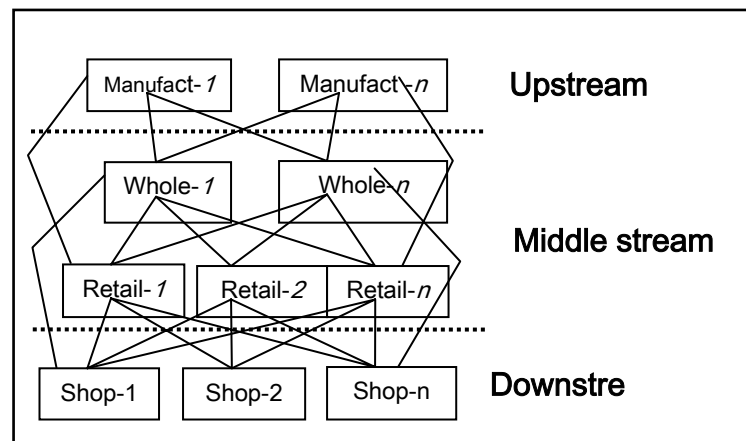 Manufact-1 Manufact-n Upstream
Whole-1 Whole-n
Middle stream
Retail-1 Retail-2 Retail-n
Shop-1 Shop-2 Shop-n Downstre